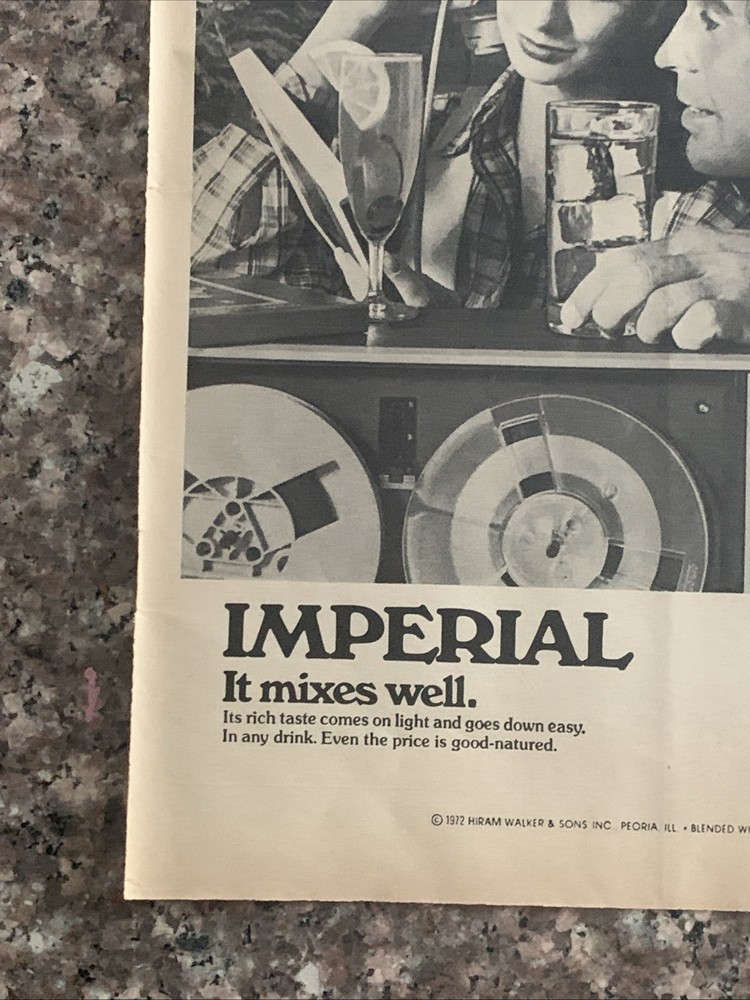 IMPERIAL
It mixes well.
Its rich taste comes on light and goes down easy.
In any drink. Even the price is good-natured.
© 1972 HIRAM WALKER & SONS INC., PEORIA, ILL. • BLENDED